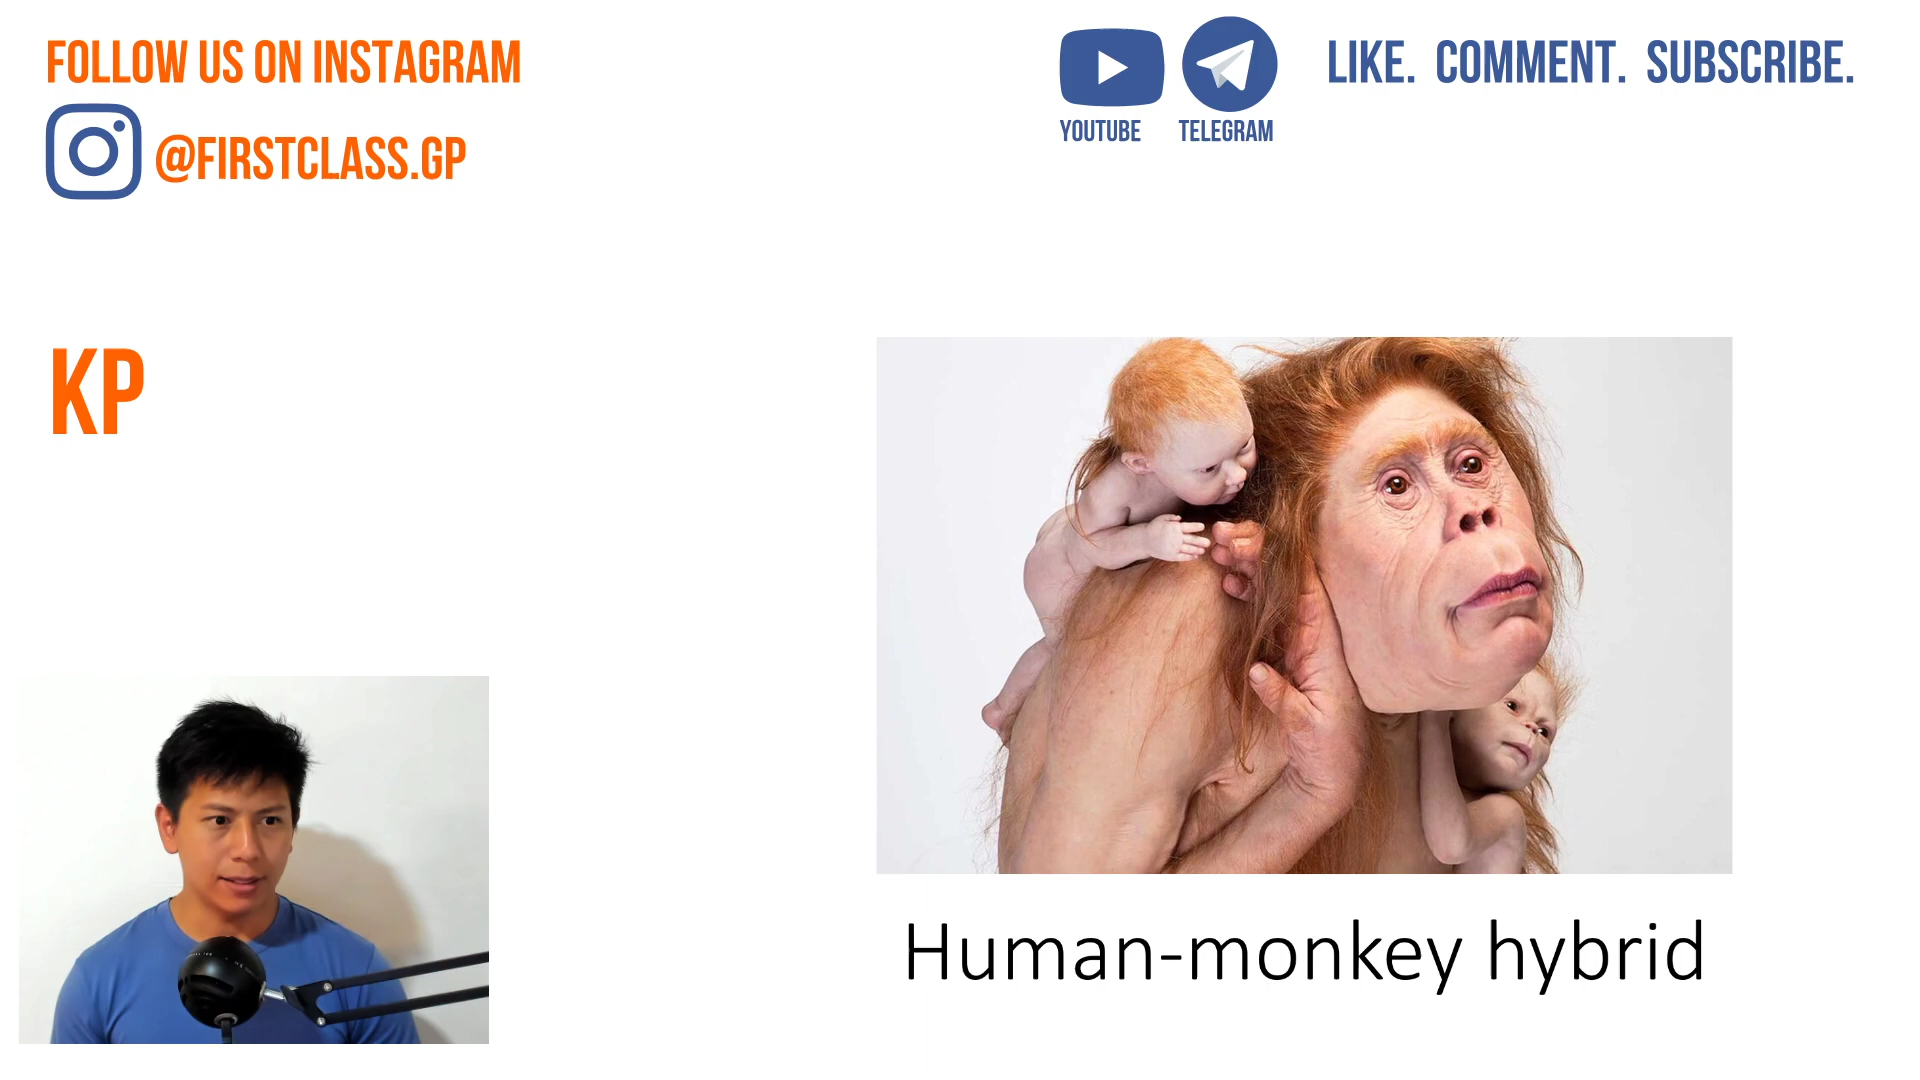 FOLLOW US ON INSTAGRAM
@FIRSTCLASS.GP
YOUTUBE
TELEGRAM
LIKE. COMMENT. SUBSCRIBE.
KP
Human-monkey hybrid